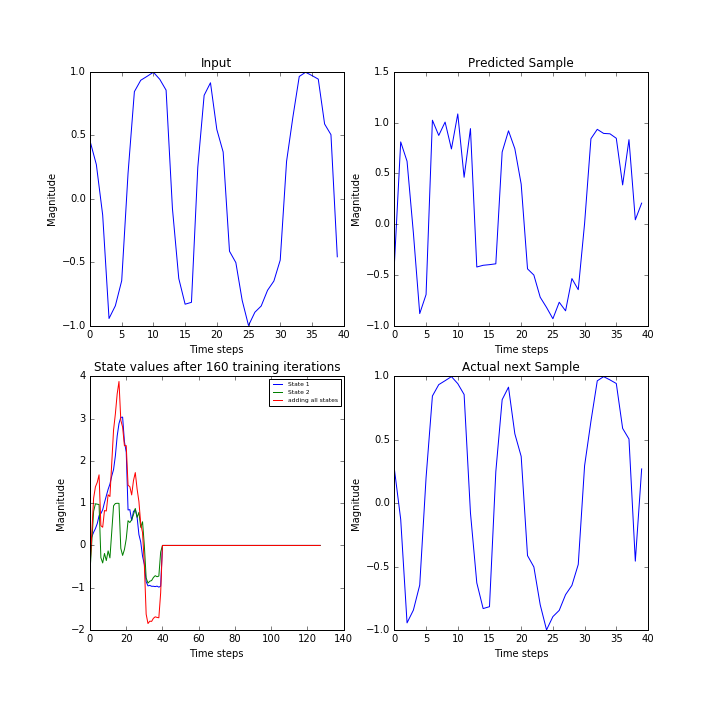 Input
1.0
0.5
0.0
−0.5
−1.0
Magnitude
0 5 10 15 20 25 30 35 40
Time steps
Predicted Sample
1.5
1.0
0.5
0.0
−0.5
−1.0
Magnitude
0 5 10 15 20 25 30 35 40
Time steps
State values after 160 training iterations
4
3
2
1
0
−1
−2
Magnitude
State 1
State 2
adding all states
0 20 40 60 80 100 120 140
Time steps
Actual next Sample
1.0
0.5
0.0
−0.5
−1.0
Magnitude
0 5 10 15 20 25 30 35 40
Time steps